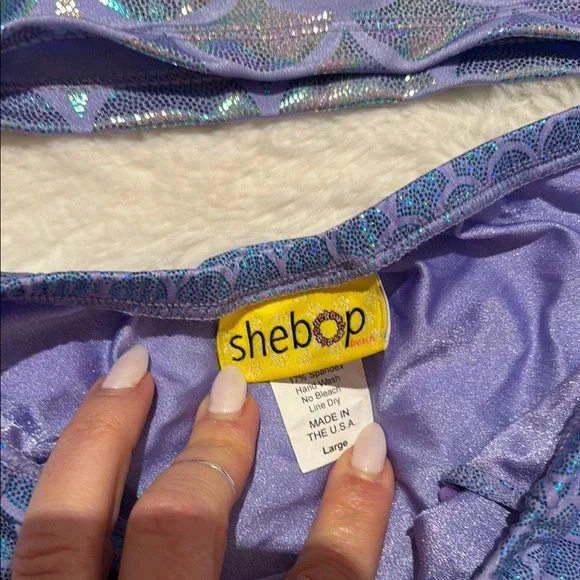 shebop
beach
17% Spandex
Hand Wash
No Bleach
Line Dry
MADE IN
THE U.S.A.
Large